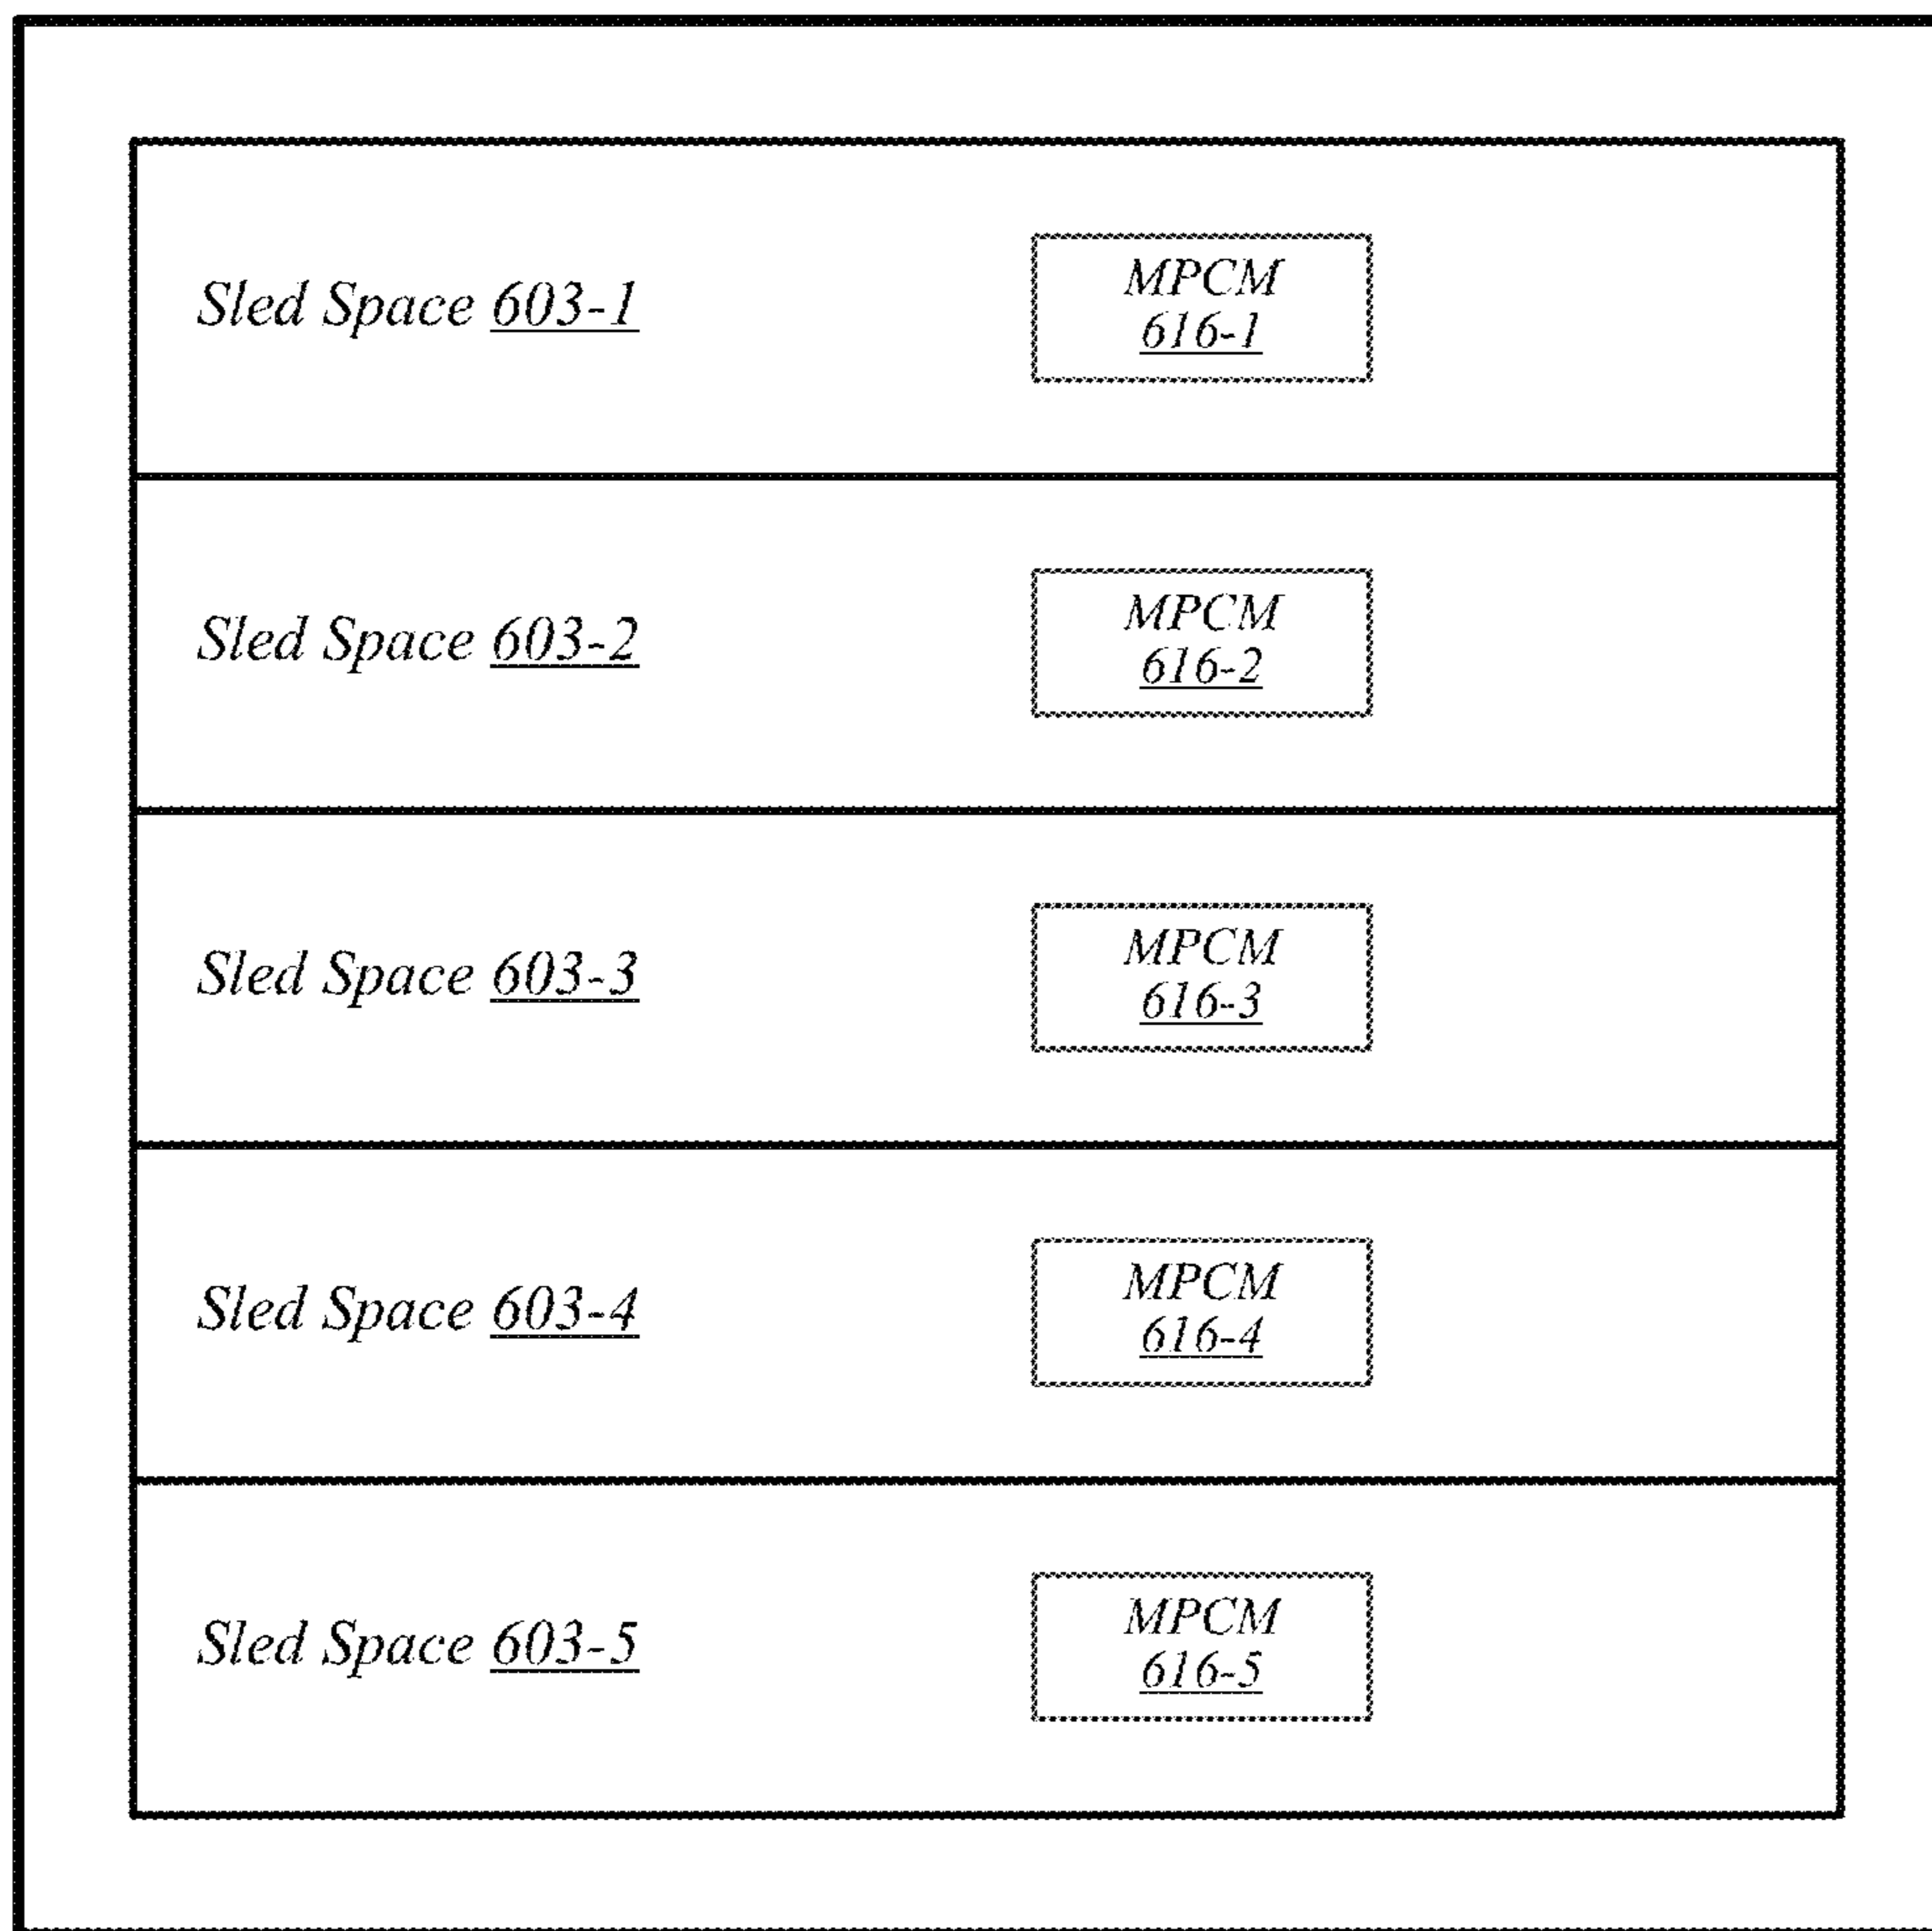 Sled Space 603-1
MPCM
616-1
Sled Space 603-2
MPCM
616-2
Sled Space 603-3
MPCM
616-3
Sled Space 603-4
MPCM
616-4
Sled Space 603-5
MPCM
616-5